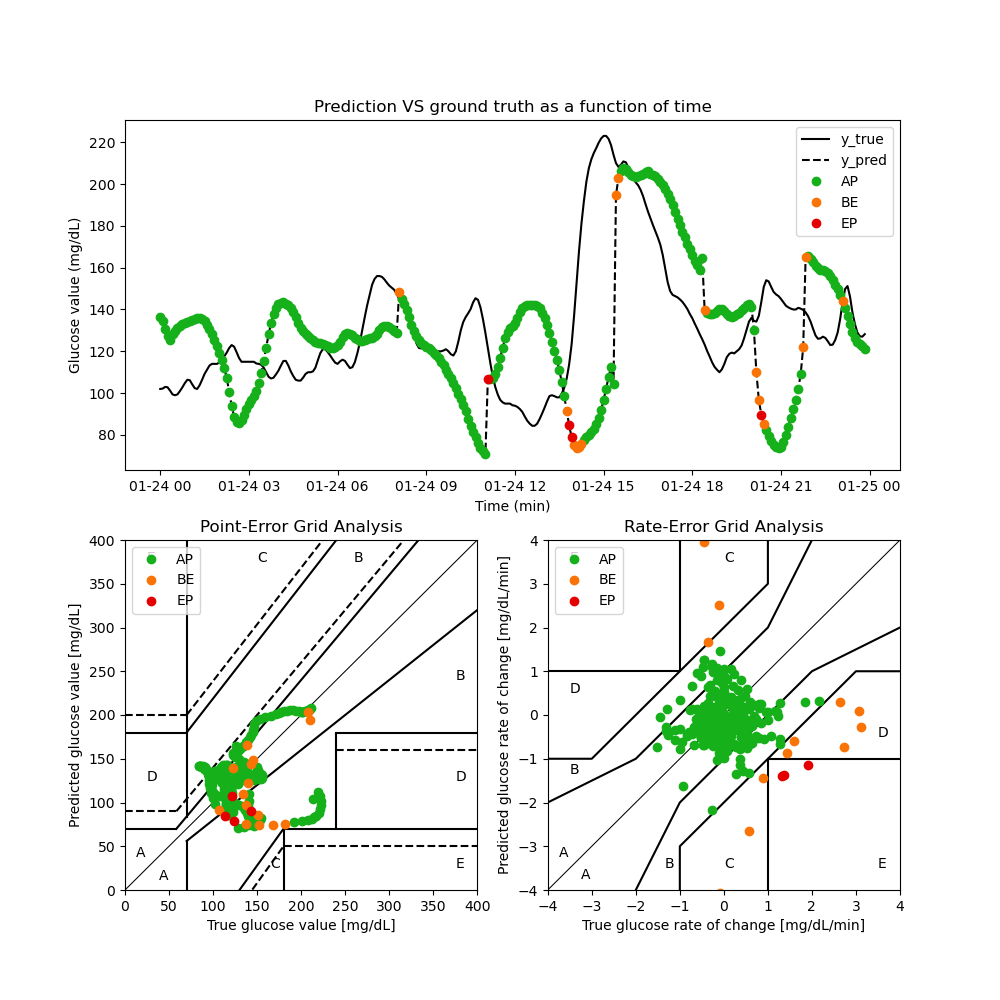 Prediction VS ground truth as a function of time
Glucose value (mg/dL)
220
200
180
160
140
120
100
80
y_true
y_pred
AP
BE
EP
01-24 00 01-24 03 01-24 06 01-24 09 01-24 12 01-24 15 01-24 18 01-24 21 01-25 00
Time (min)
Point-Error Grid Analysis
Predicted glucose value [mg/dL]
400
350
300
250
200
150
100
50
0
AP
BE
EP
C
B
B
D
D
A
A
C
E
0 50 100 150 200 250 300 350 400
True glucose value [mg/dL]
Rate-Error Grid Analysis
Predicted glucose rate of change [mg/dL/min]
4
3
2
1
0
−1
−2
−3
−4
AP
BE
EP
C
D
D
B
A
A
B
C
E
−4 −3 −2 −1 0 1 2 3 4
True glucose rate of change [mg/dL/min]